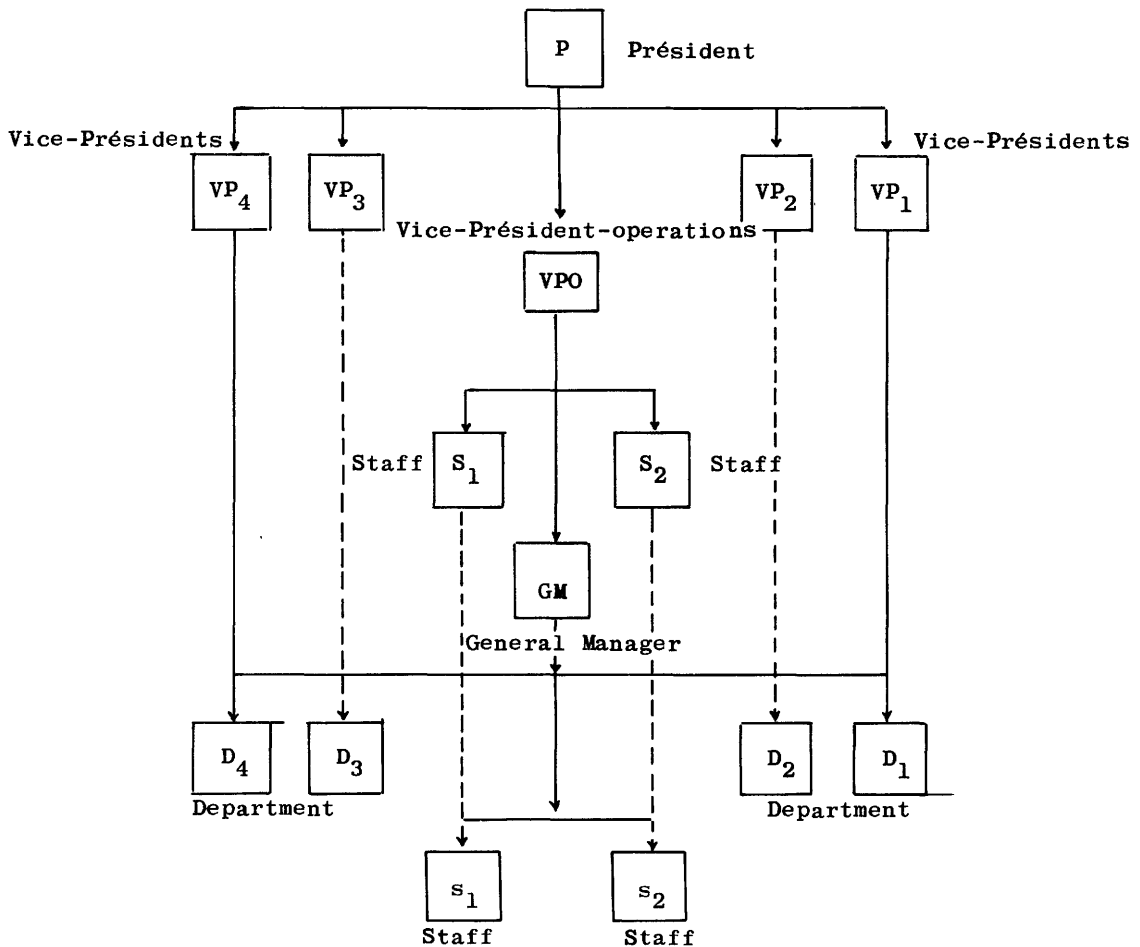 P Président
Vice-Présidents Vice-Présidents
VP4 VP3 VP2 VP1
Vice-Président-operations
VPO
Staff S1 S2 Staff
GM
General Manager
D4 D3 D2 D1
Department Department
s1 s2
Staff Staff